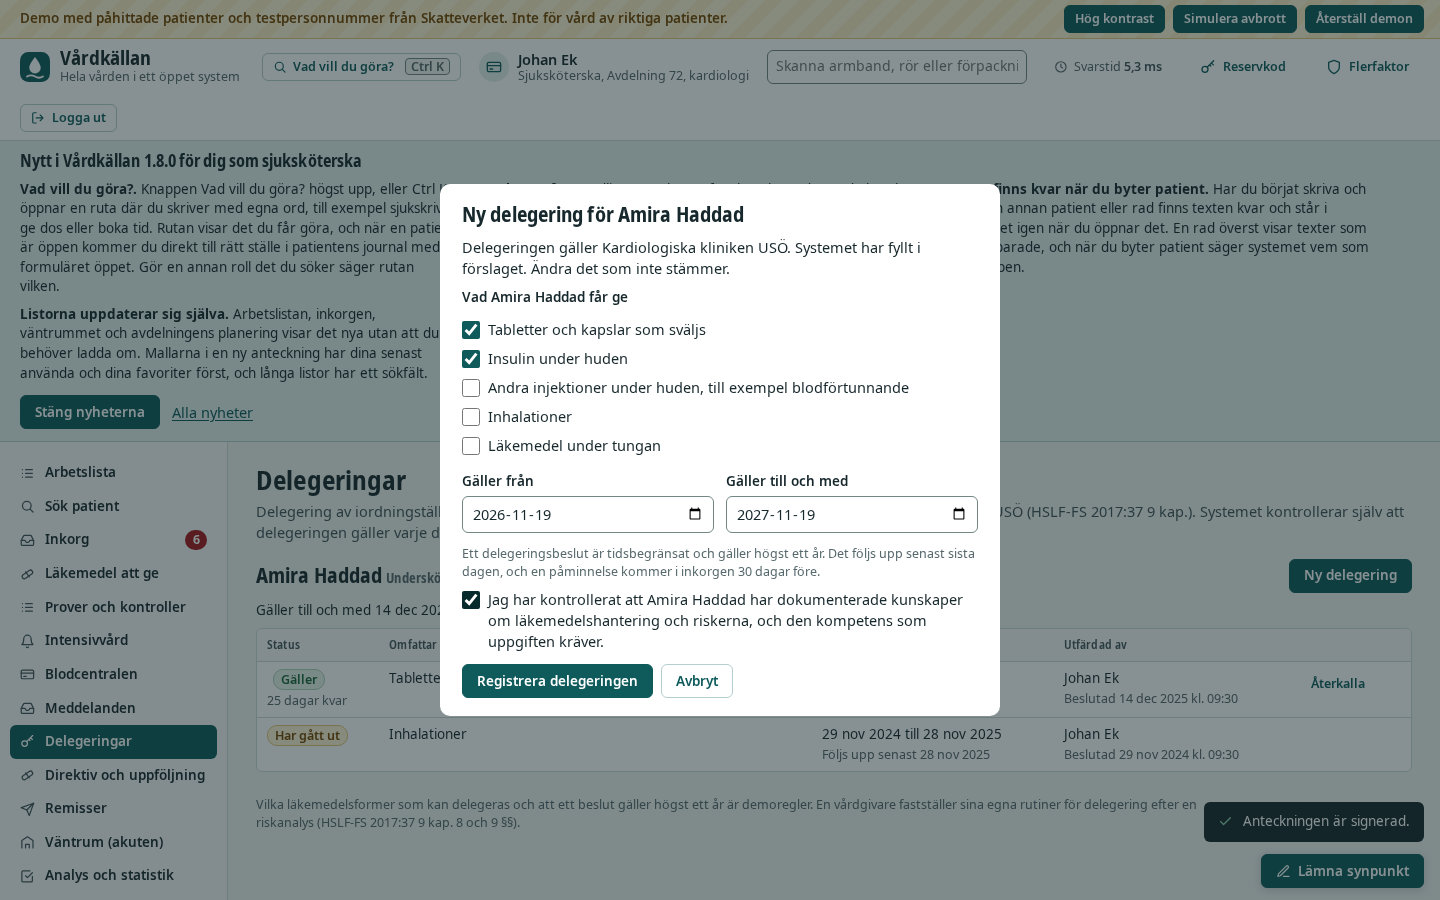 Demo med påhittade patienter och testpersonnummer från Skatteverket. Inte för vård av riktiga patienter.
Hög kontrast
Simulera avbrott
Återställ demon
Vårdkällan
Hela vården i ett öppet system
Vad vill du göra?
Ctrl K
Johan Ek
Sjuksköterska, Avdelning 72, kardiologi
Skanna armband, rör eller förpackni
Svarstid 5,3 ms
Reservkod
Flerfaktor
Logga ut
Nytt i Vårdkällan 1.8.0 för dig som sjuksköterska
Vad vill du göra?. Knappen Vad vill du göra? högst upp, eller Ctrl
öppnar en ruta där du skriver med egna ord, till exempel sjukskriv
ge dos eller boka tid. Rutan visar det du får göra, och när en patie
är öppen kommer du direkt till rätt ställe i patientens journal med
formuläret öppet. Gör en annan roll det du söker säger rutan
vilken.
Listorna uppdaterar sig själva. Arbetslistan, inkorgen,
väntrummet och avdelningens planering visar det nya utan att du
behöver ladda om. Mallarna i en ny anteckning har dina senast
använda och dina favoriter först, och långa listor har ett sökfält.
finns kvar när du byter patient. Har du börjat skriva och
annan patient eller rad finns texten kvar och står i
et igen när du öppnar det. En rad överst visar texter som
parade, och när du byter patient säger systemet vem som
pen.
Stäng nyheterna
Alla nyheter
Arbetslista
Sök patient
Inkorg
6
Läkemedel att ge
Prover och kontroller
Intensivvård
Blodcentralen
Meddelanden
Delegeringar
Direktiv och uppföljning
Remisser
Väntrum (akuten)
Analys och statistik
Delegeringar
Delegering av iordningställ
USÖ (HSLF-FS 2017:37 9 kap.). Systemet kontrollerar själv att
delegeringen gäller varje d
Amira Haddad Underskö
Ny delegering
Gäller till och med 14 dec 202
Status
Omfattar
Utfärdad av
Gäller
25 dagar kvar
Tablette
Johan Ek
Beslutad 14 dec 2025 kl. 09:30
Återkalla
Har gått ut
Inhalationer
29 nov 2024 till 28 nov 2025
Följs upp senast 28 nov 2025
Johan Ek
Beslutad 29 nov 2024 kl. 09:30
Vilka läkemedelsformer som kan delegeras och att ett beslut gäller högst ett år är demoregler. En vårdgivare fastställer sina egna rutiner för delegering efter en
riskanalys (HSLF-FS 2017:37 9 kap. 8 och 9 §§).
Ny delegering för Amira Haddad
Delegeringen gäller Kardiologiska kliniken USÖ. Systemet har fyllt i
förslaget. Ändra det som inte stämmer.
Vad Amira Haddad får ge
Tabletter och kapslar som sväljs
Insulin under huden
Andra injektioner under huden, till exempel blodförtunnande
Inhalationer
Läkemedel under tungan
Gäller från
Gäller till och med
2026-11-19
2027-11-19
Ett delegeringsbeslut är tidsbegränsat och gäller högst ett år. Det följs upp senast sista
dagen, och en påminnelse kommer i inkorgen 30 dagar före.
Jag har kontrollerat att Amira Haddad har dokumenterade kunskaper
om läkemedelshantering och riskerna, och den kompetens som
uppgiften kräver.
Registrera delegeringen
Avbryt
Anteckningen är signerad.
Lämna synpunkt